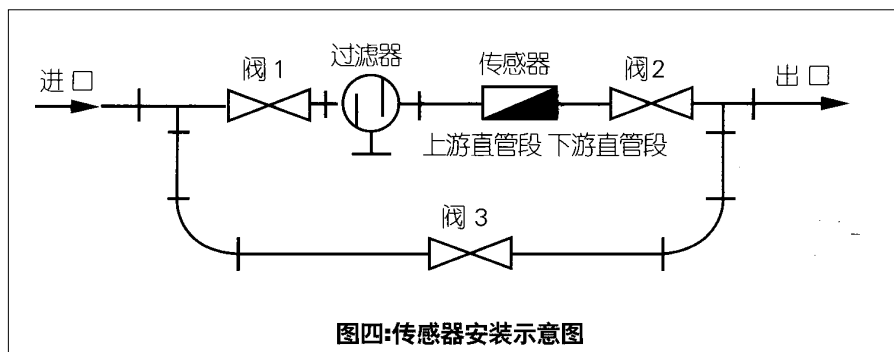 进口
阀1
过滤器
传感器
阀2
出口
上游直管段 下游直管段
阀3
图四:传感器安装示意图